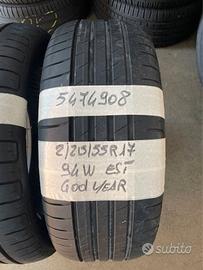 5474908
2/215/55R17
94W EST
GOODYEAR
subito